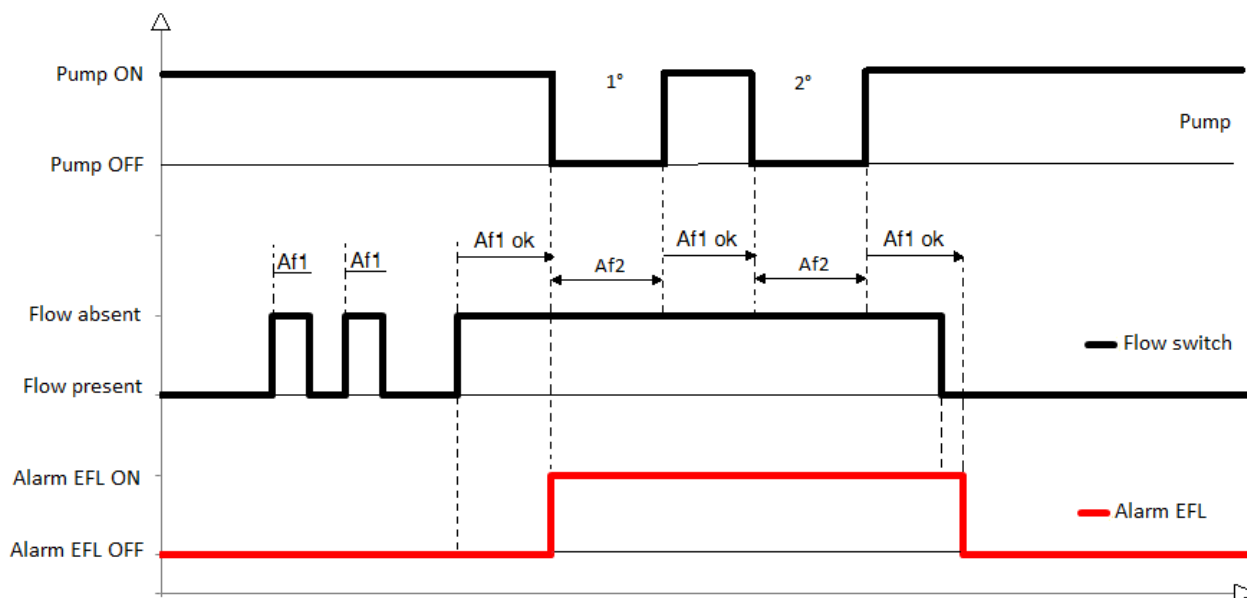 Pump ON
1°
2°
Pump
Pump OFF
Af1
Af1
Af1 ok
Af2
Af1 ok
Af2
Af1 ok
Flow absent
Flow switch
Flow present
Alarm EFL ON
Alarm EFL
Alarm EFL OFF